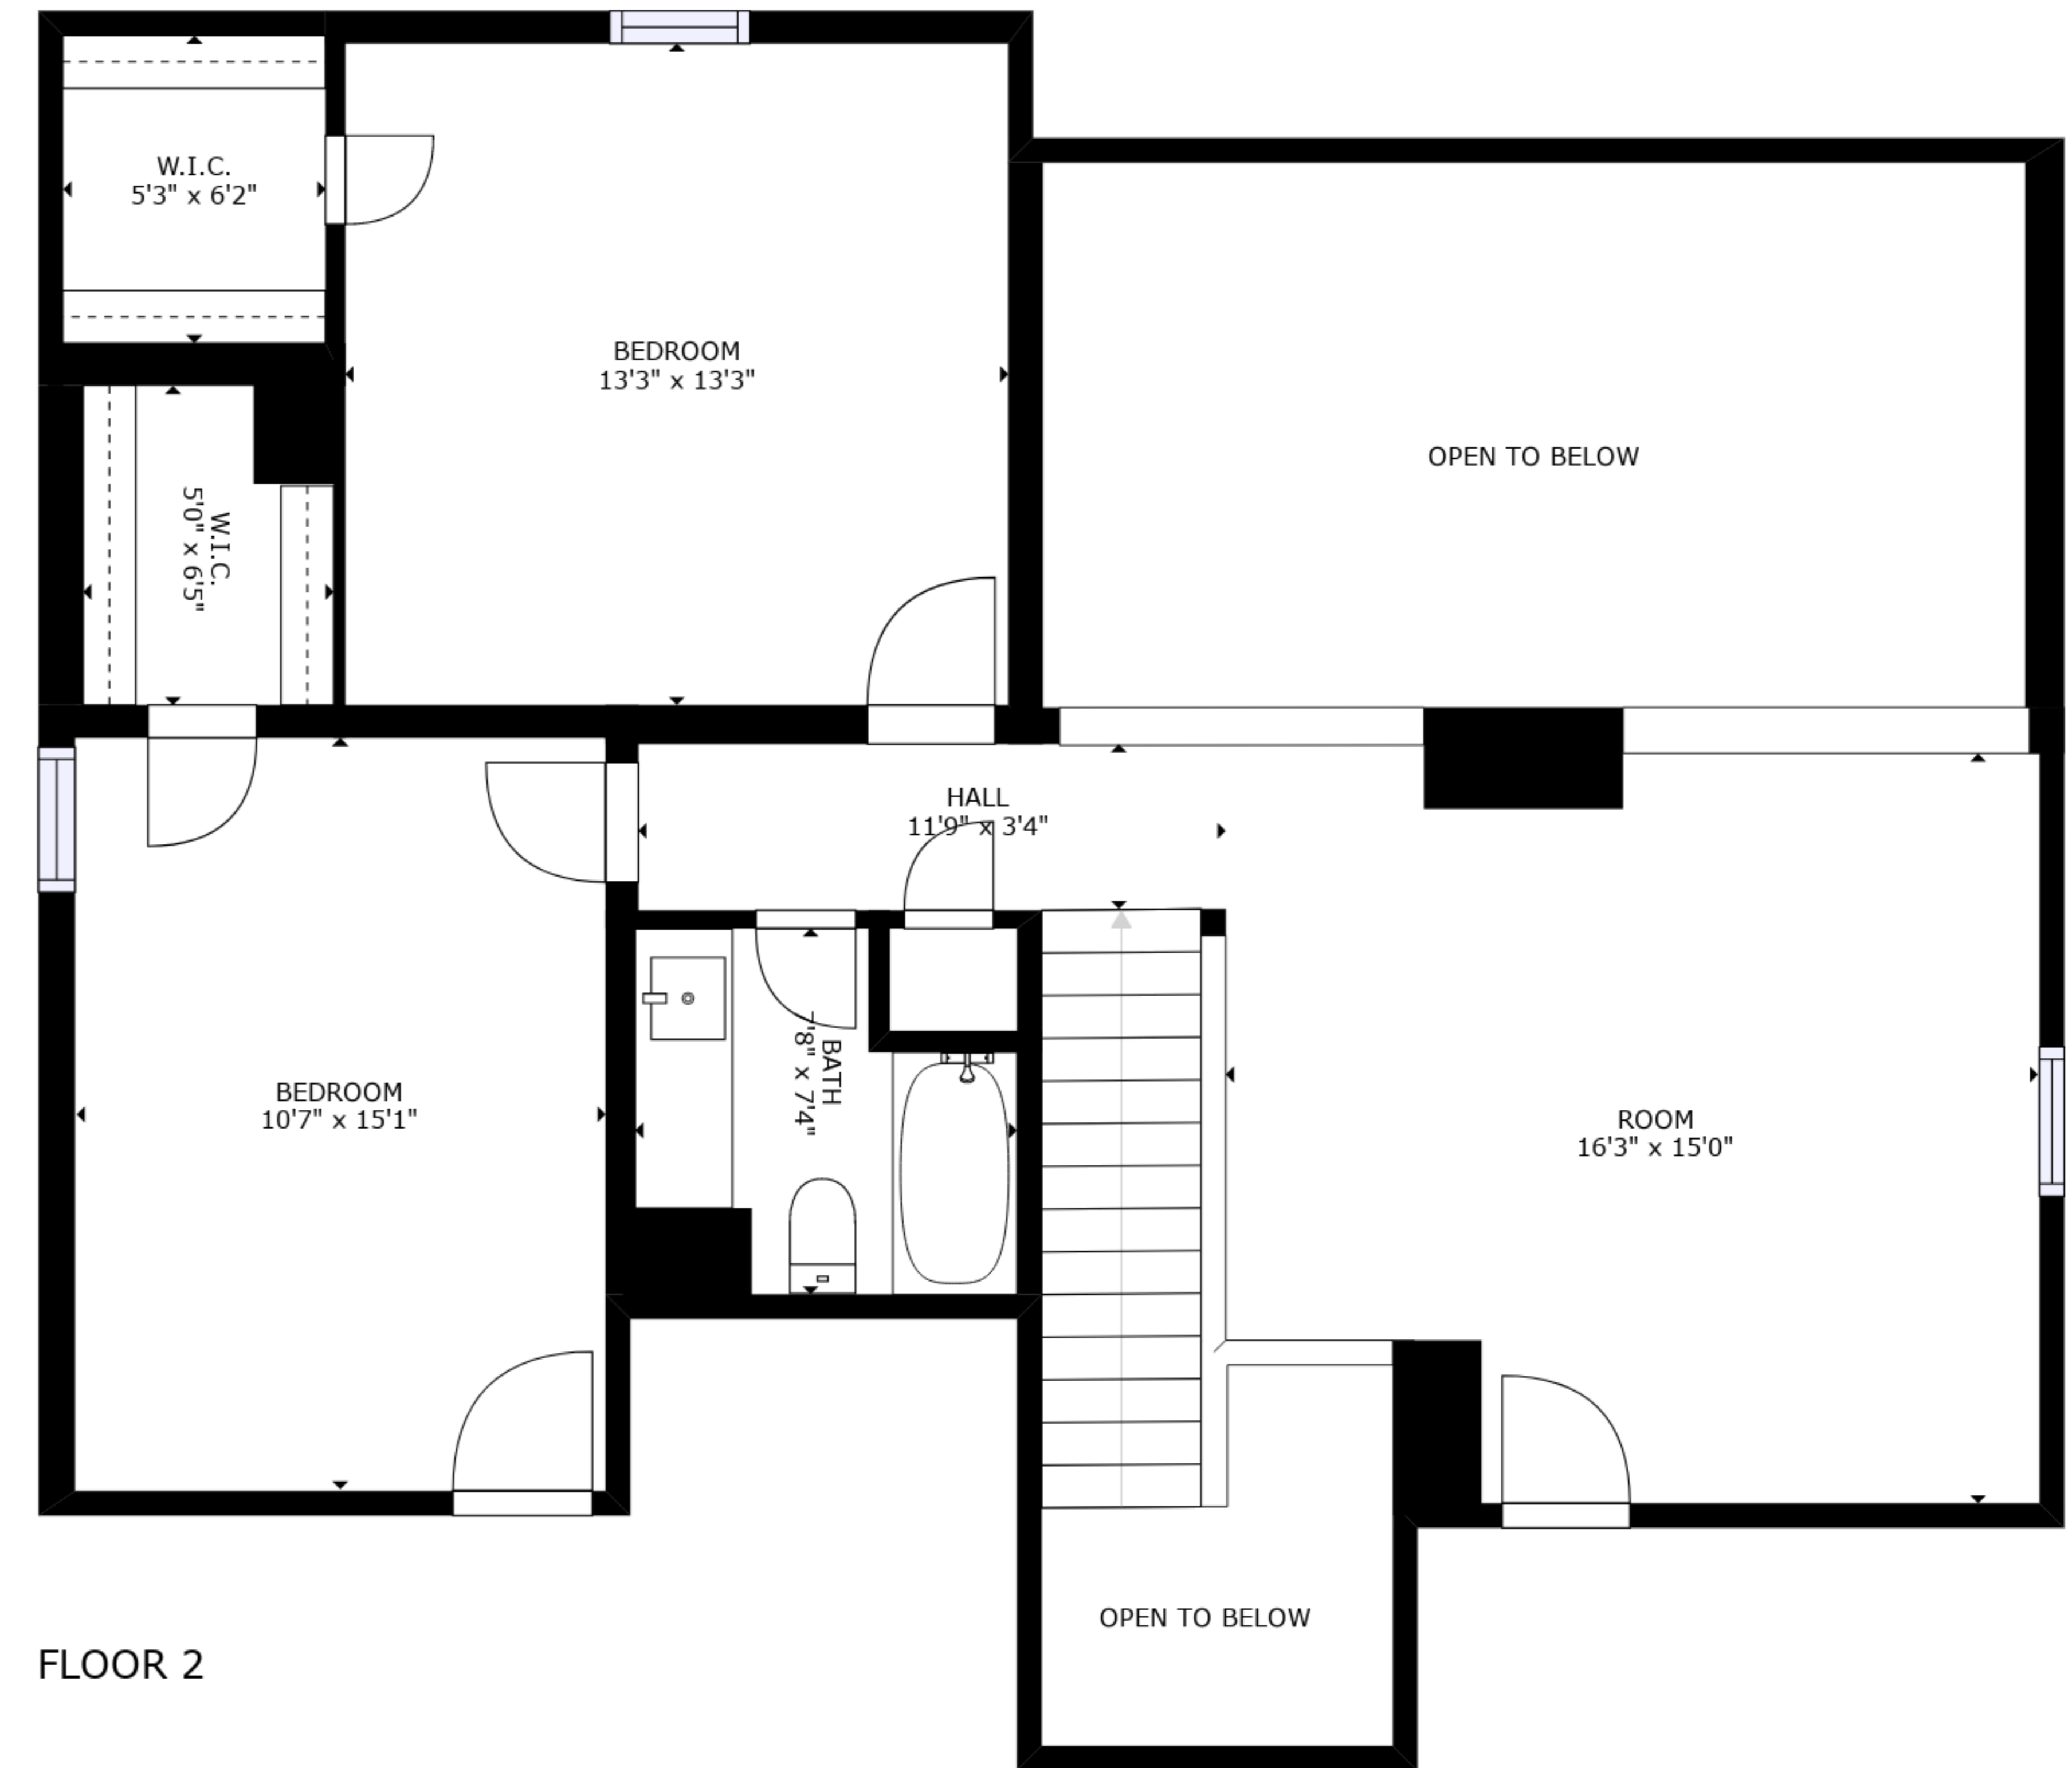 W.I.C.
5'3" x 6'2"
BEDROOM
13'3" x 13'3"
OPEN TO BELOW
W.I.C.
5'0" x 6'5"
HALL
11'9" x 3'4"
BATH
7'8" x 7'4"
BEDROOM
10'7" x 15'1"
ROOM
16'3" x 15'0"
OPEN TO BELOW
FLOOR 2